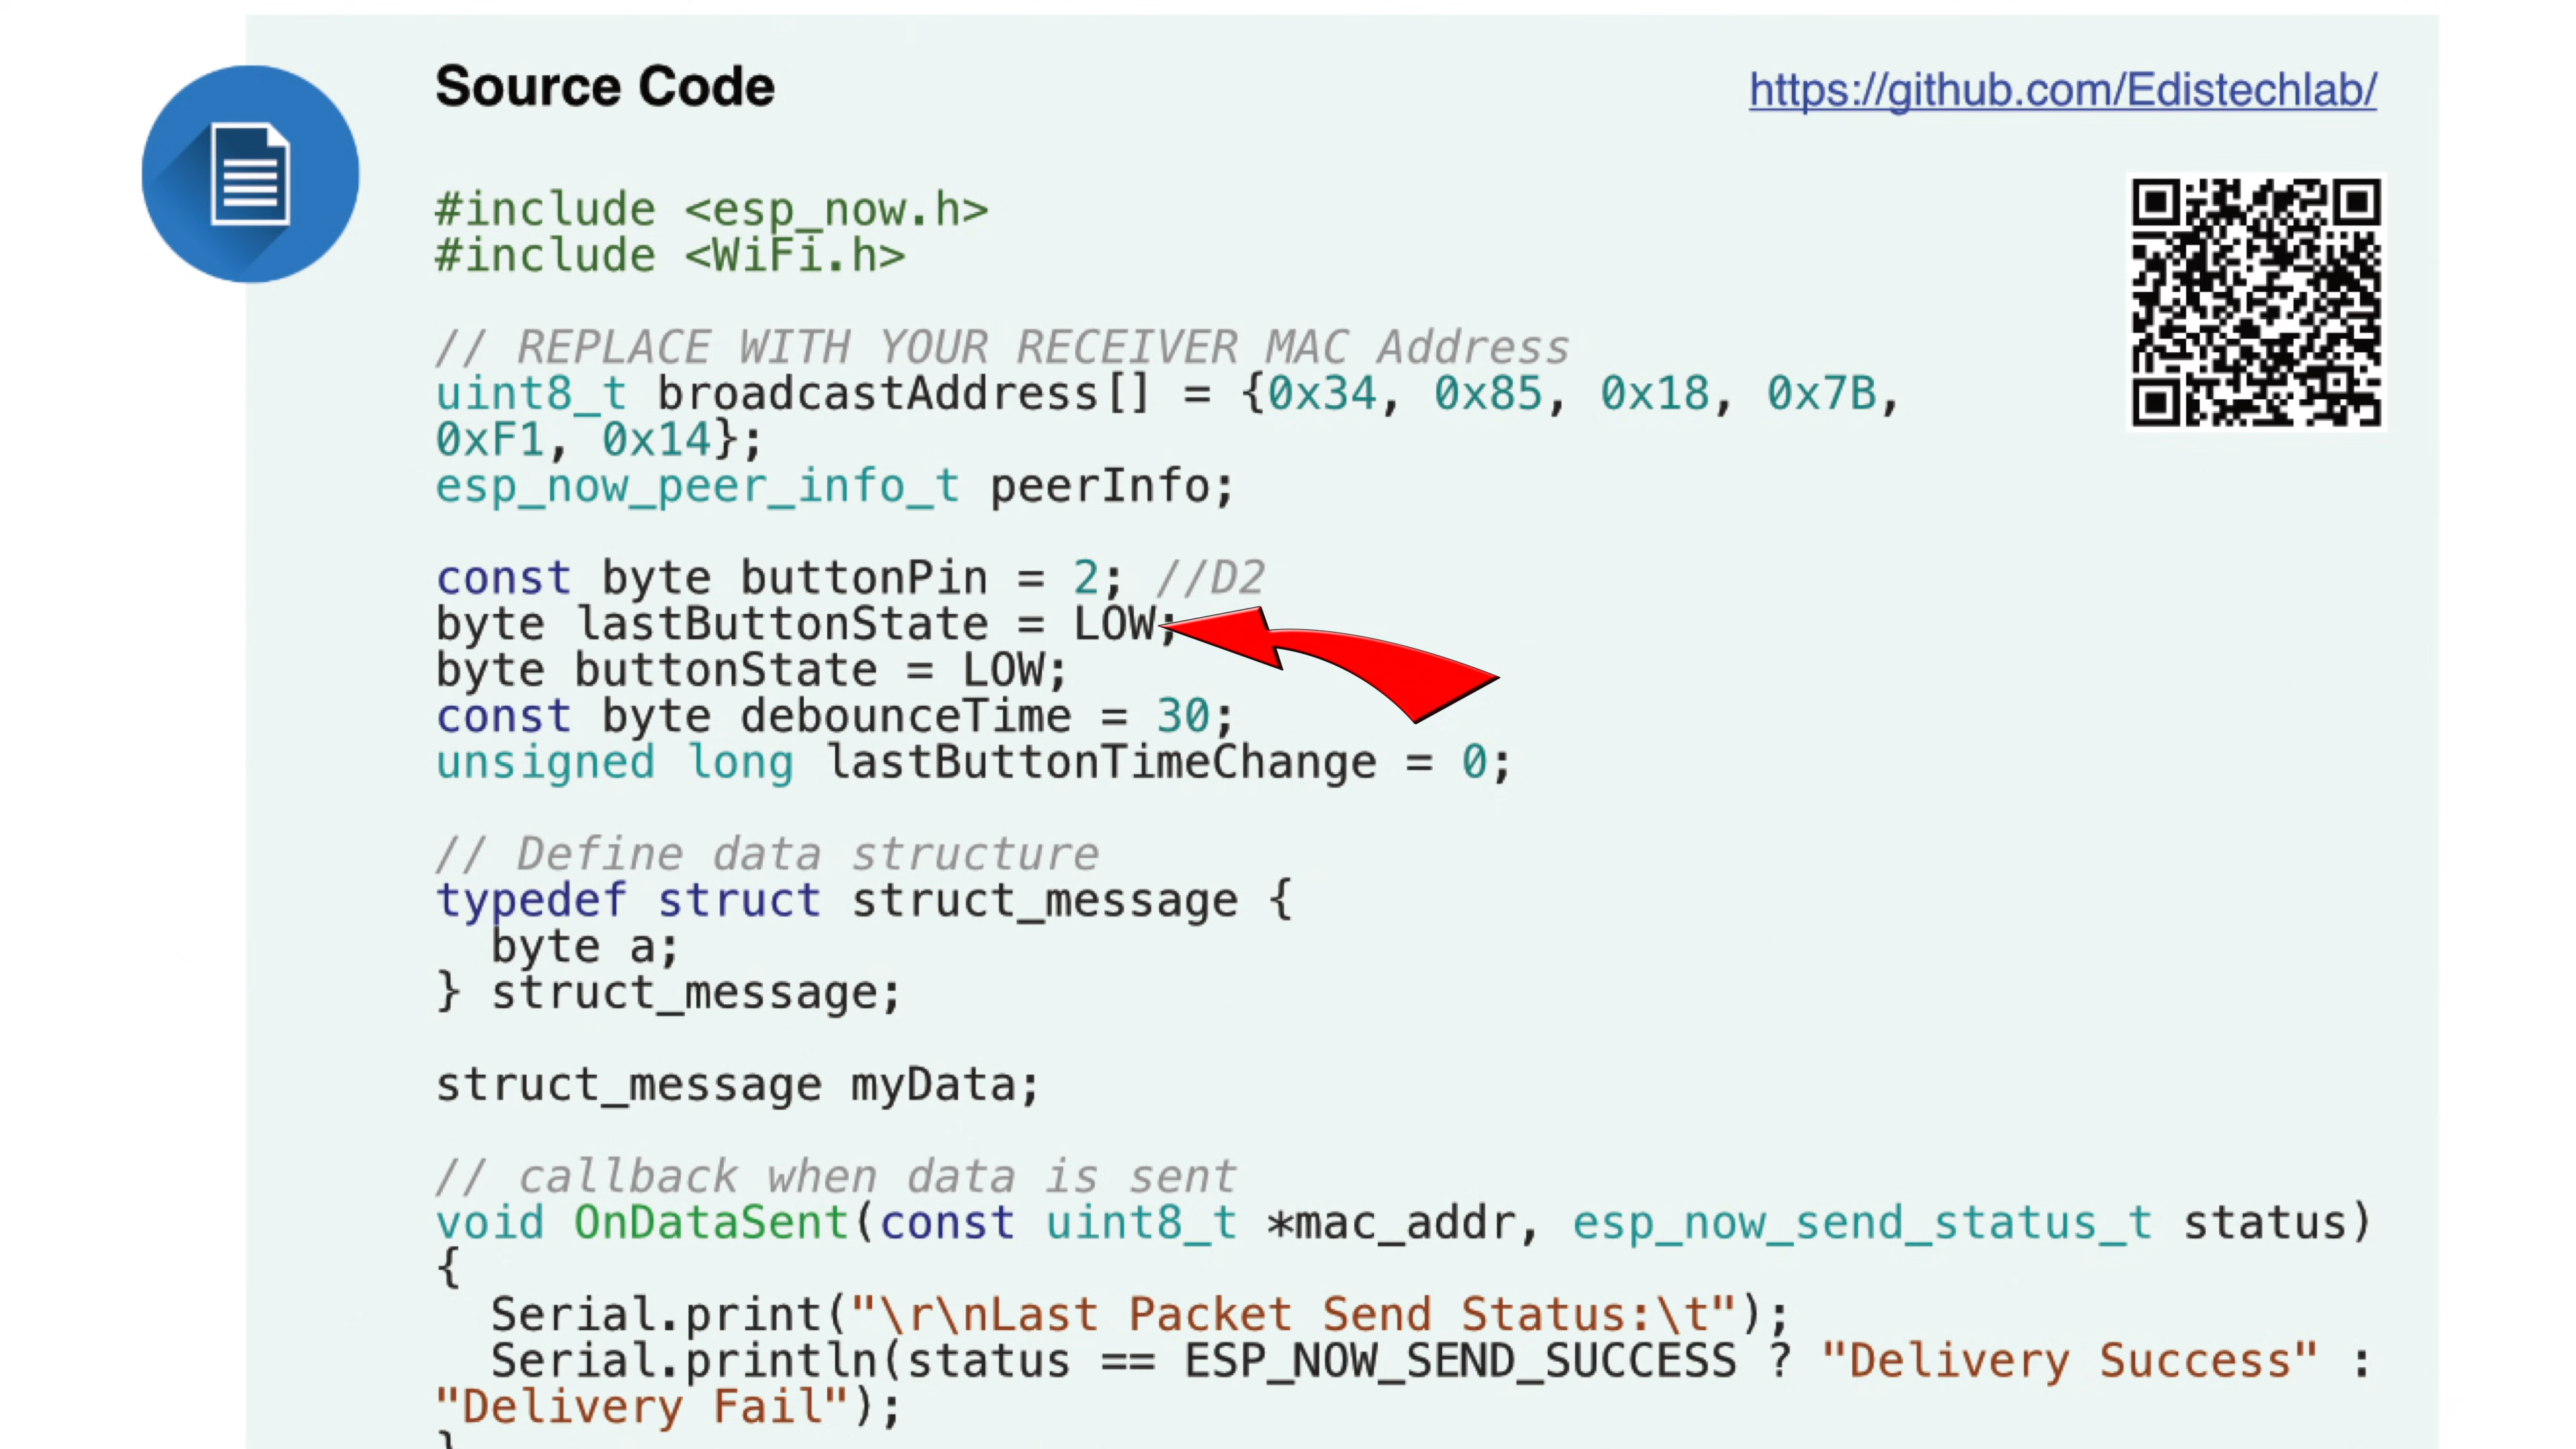 Source Code
https://github.com/Edistechlab/
#include <esp_now.h>
#include <WiFi.h>
// REPLACE WITH YOUR RECEIVER MAC Address
uint8_t broadcastAddress[] = {0x34, 0x85, 0x18, 0x7B,
0xF1, 0x14};
esp_now_peer_info_t peerInfo;
const byte buttonPin = 2; //D2
byte lastButtonState = LOW;
byte buttonState = LOW;
const byte debounceTime = 30;
unsigned long lastButtonTimeChange = 0;
// Define data structure
typedef struct struct_message {
  byte a;
} struct_message;
struct_message myData;
// callback when data is sent
void OnDataSent(const uint8_t *mac_addr, esp_now_send_status_t status)
{
  Serial.print("\r\nLast Packet Send Status:\t");
  Serial.println(status == ESP_NOW_SEND_SUCCESS ? "Delivery Success" :
"Delivery Fail");
}